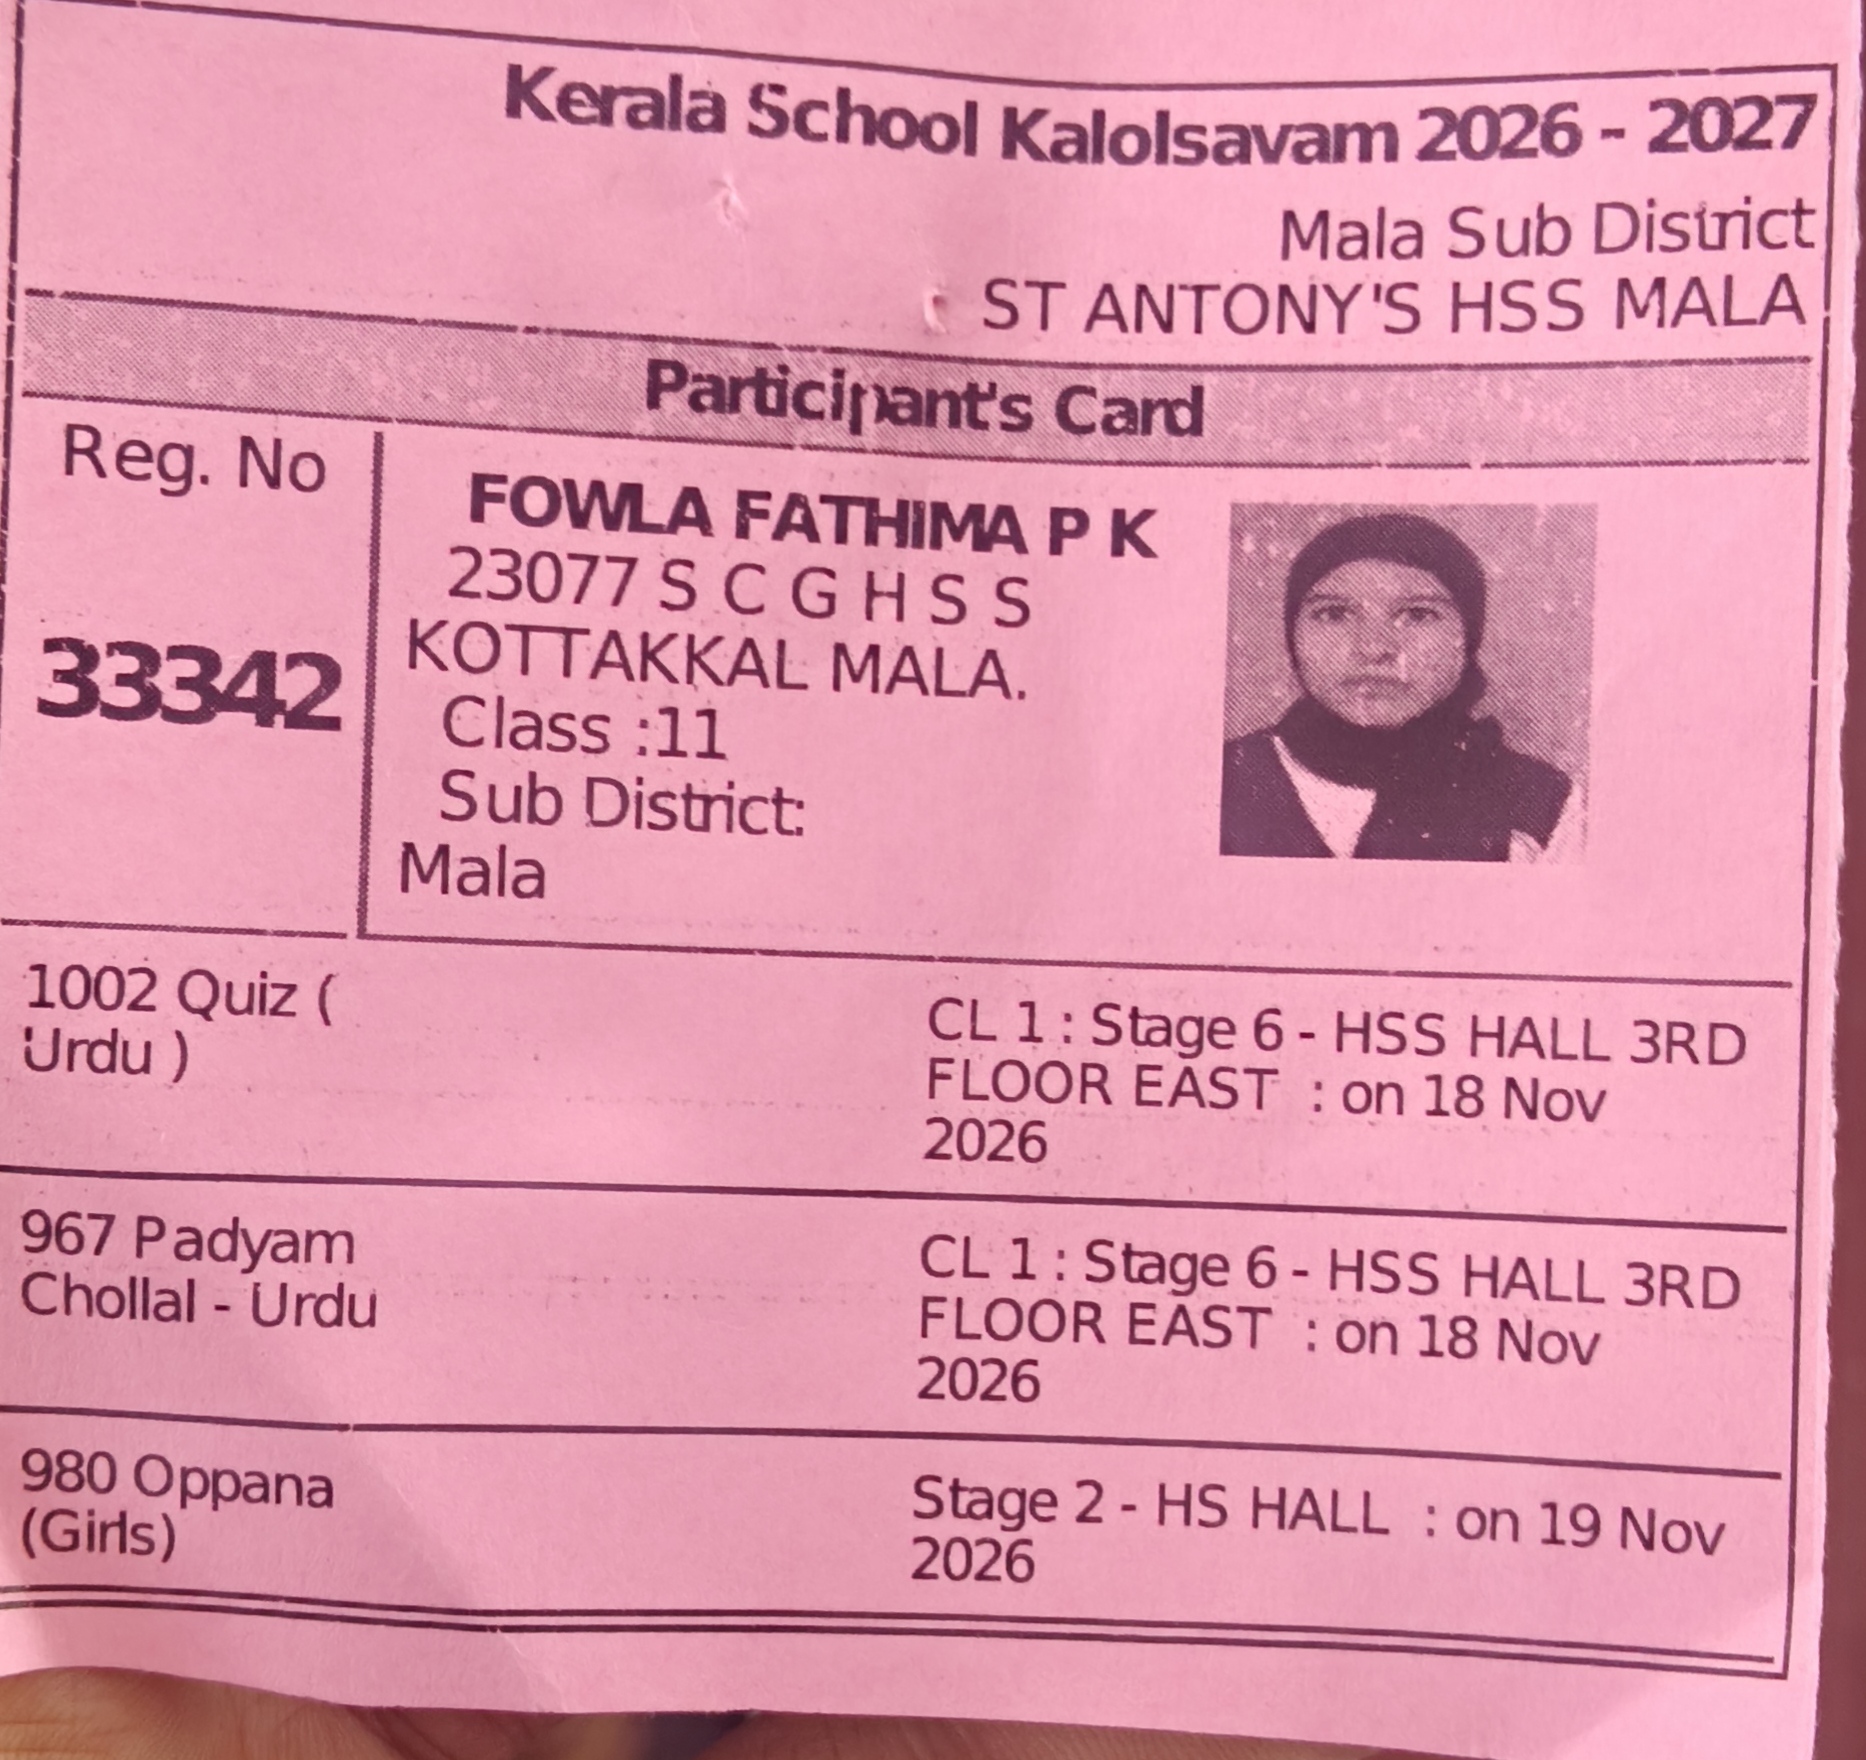 Kerala School Kalolsavam 2026 - 2027
Mala Sub District
ST ANTONY'S HSS MALA
Participant's Card
Reg. No
33342
FOWLA FATHIMA P K
23077 S C G H S S
KOTTAKKAL MALA.
Class :11
Sub District:
Mala
1002 Quiz (
Urdu )
CL 1 : Stage 6 - HSS HALL 3RD
FLOOR EAST : on 18 Nov
2026
967 Padyam
Chollal - Urdu
CL 1 : Stage 6 - HSS HALL 3RD
FLOOR EAST : on 18 Nov
2026
980 Oppana
(Girls)
Stage 2 - HS HALL : on 19 Nov
2026